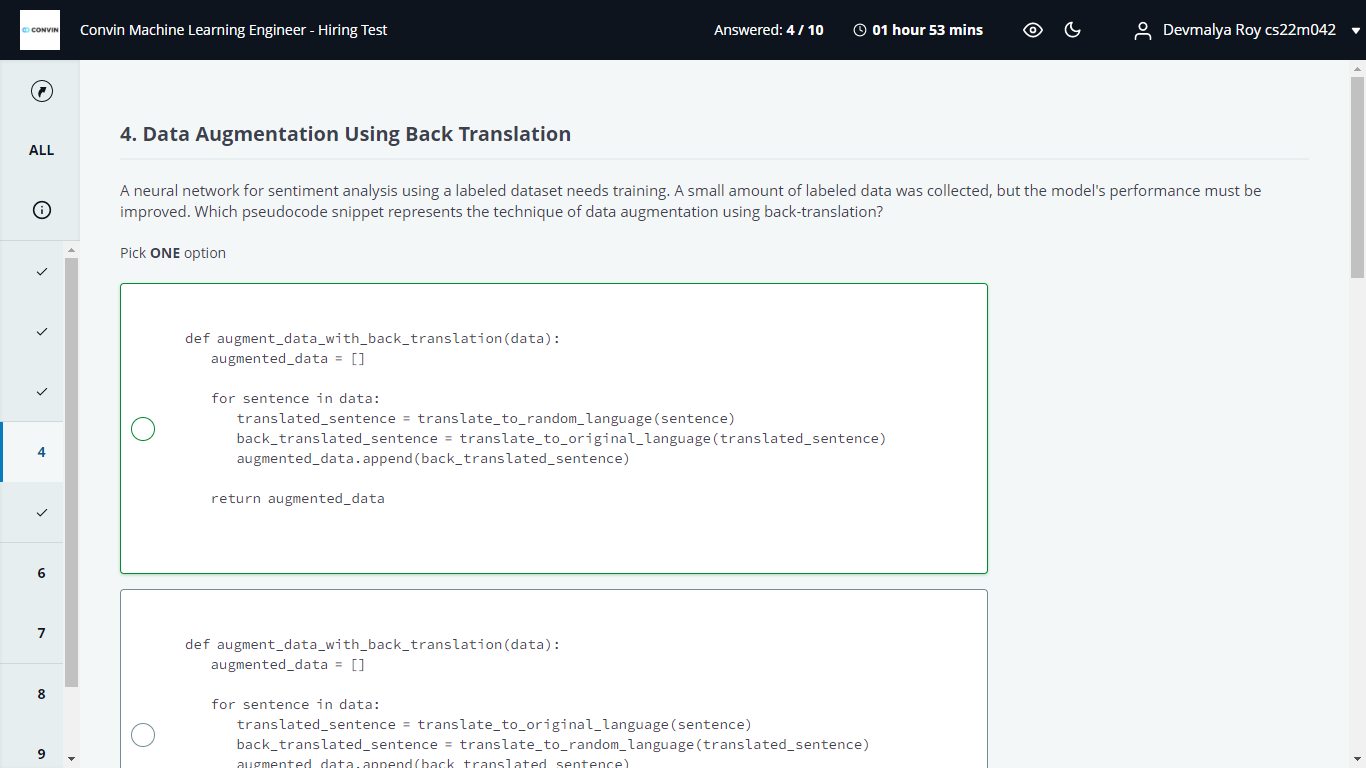 CONVIN
Convin Machine Learning Engineer - Hiring Test
Answered: 4 / 10
01 hour 53 mins
Devmalya Roy cs22m042
ALL
4
6
7
8
9
4. Data Augmentation Using Back Translation
A neural network for sentiment analysis using a labeled dataset needs training. A small amount of labeled data was collected, but the model's performance must be
improved. Which pseudocode snippet represents the technique of data augmentation using back-translation?
Pick ONE option
def augment_data_with_back_translation(data):
augmented_data = []
for sentence in data:
translated_sentence = translate_to_random_language(sentence)
back_translated_sentence = translate_to_original_language(translated_sentence)
augmented_data.append(back_translated_sentence)
return augmented_data
def augment_data_with_back_translation(data):
augmented_data = []
for sentence in data:
translated_sentence = translate_to_original_language(sentence)
back_translated_sentence = translate_to_random_language(translated_sentence)
augmented_data.append(back_translated_sentence)